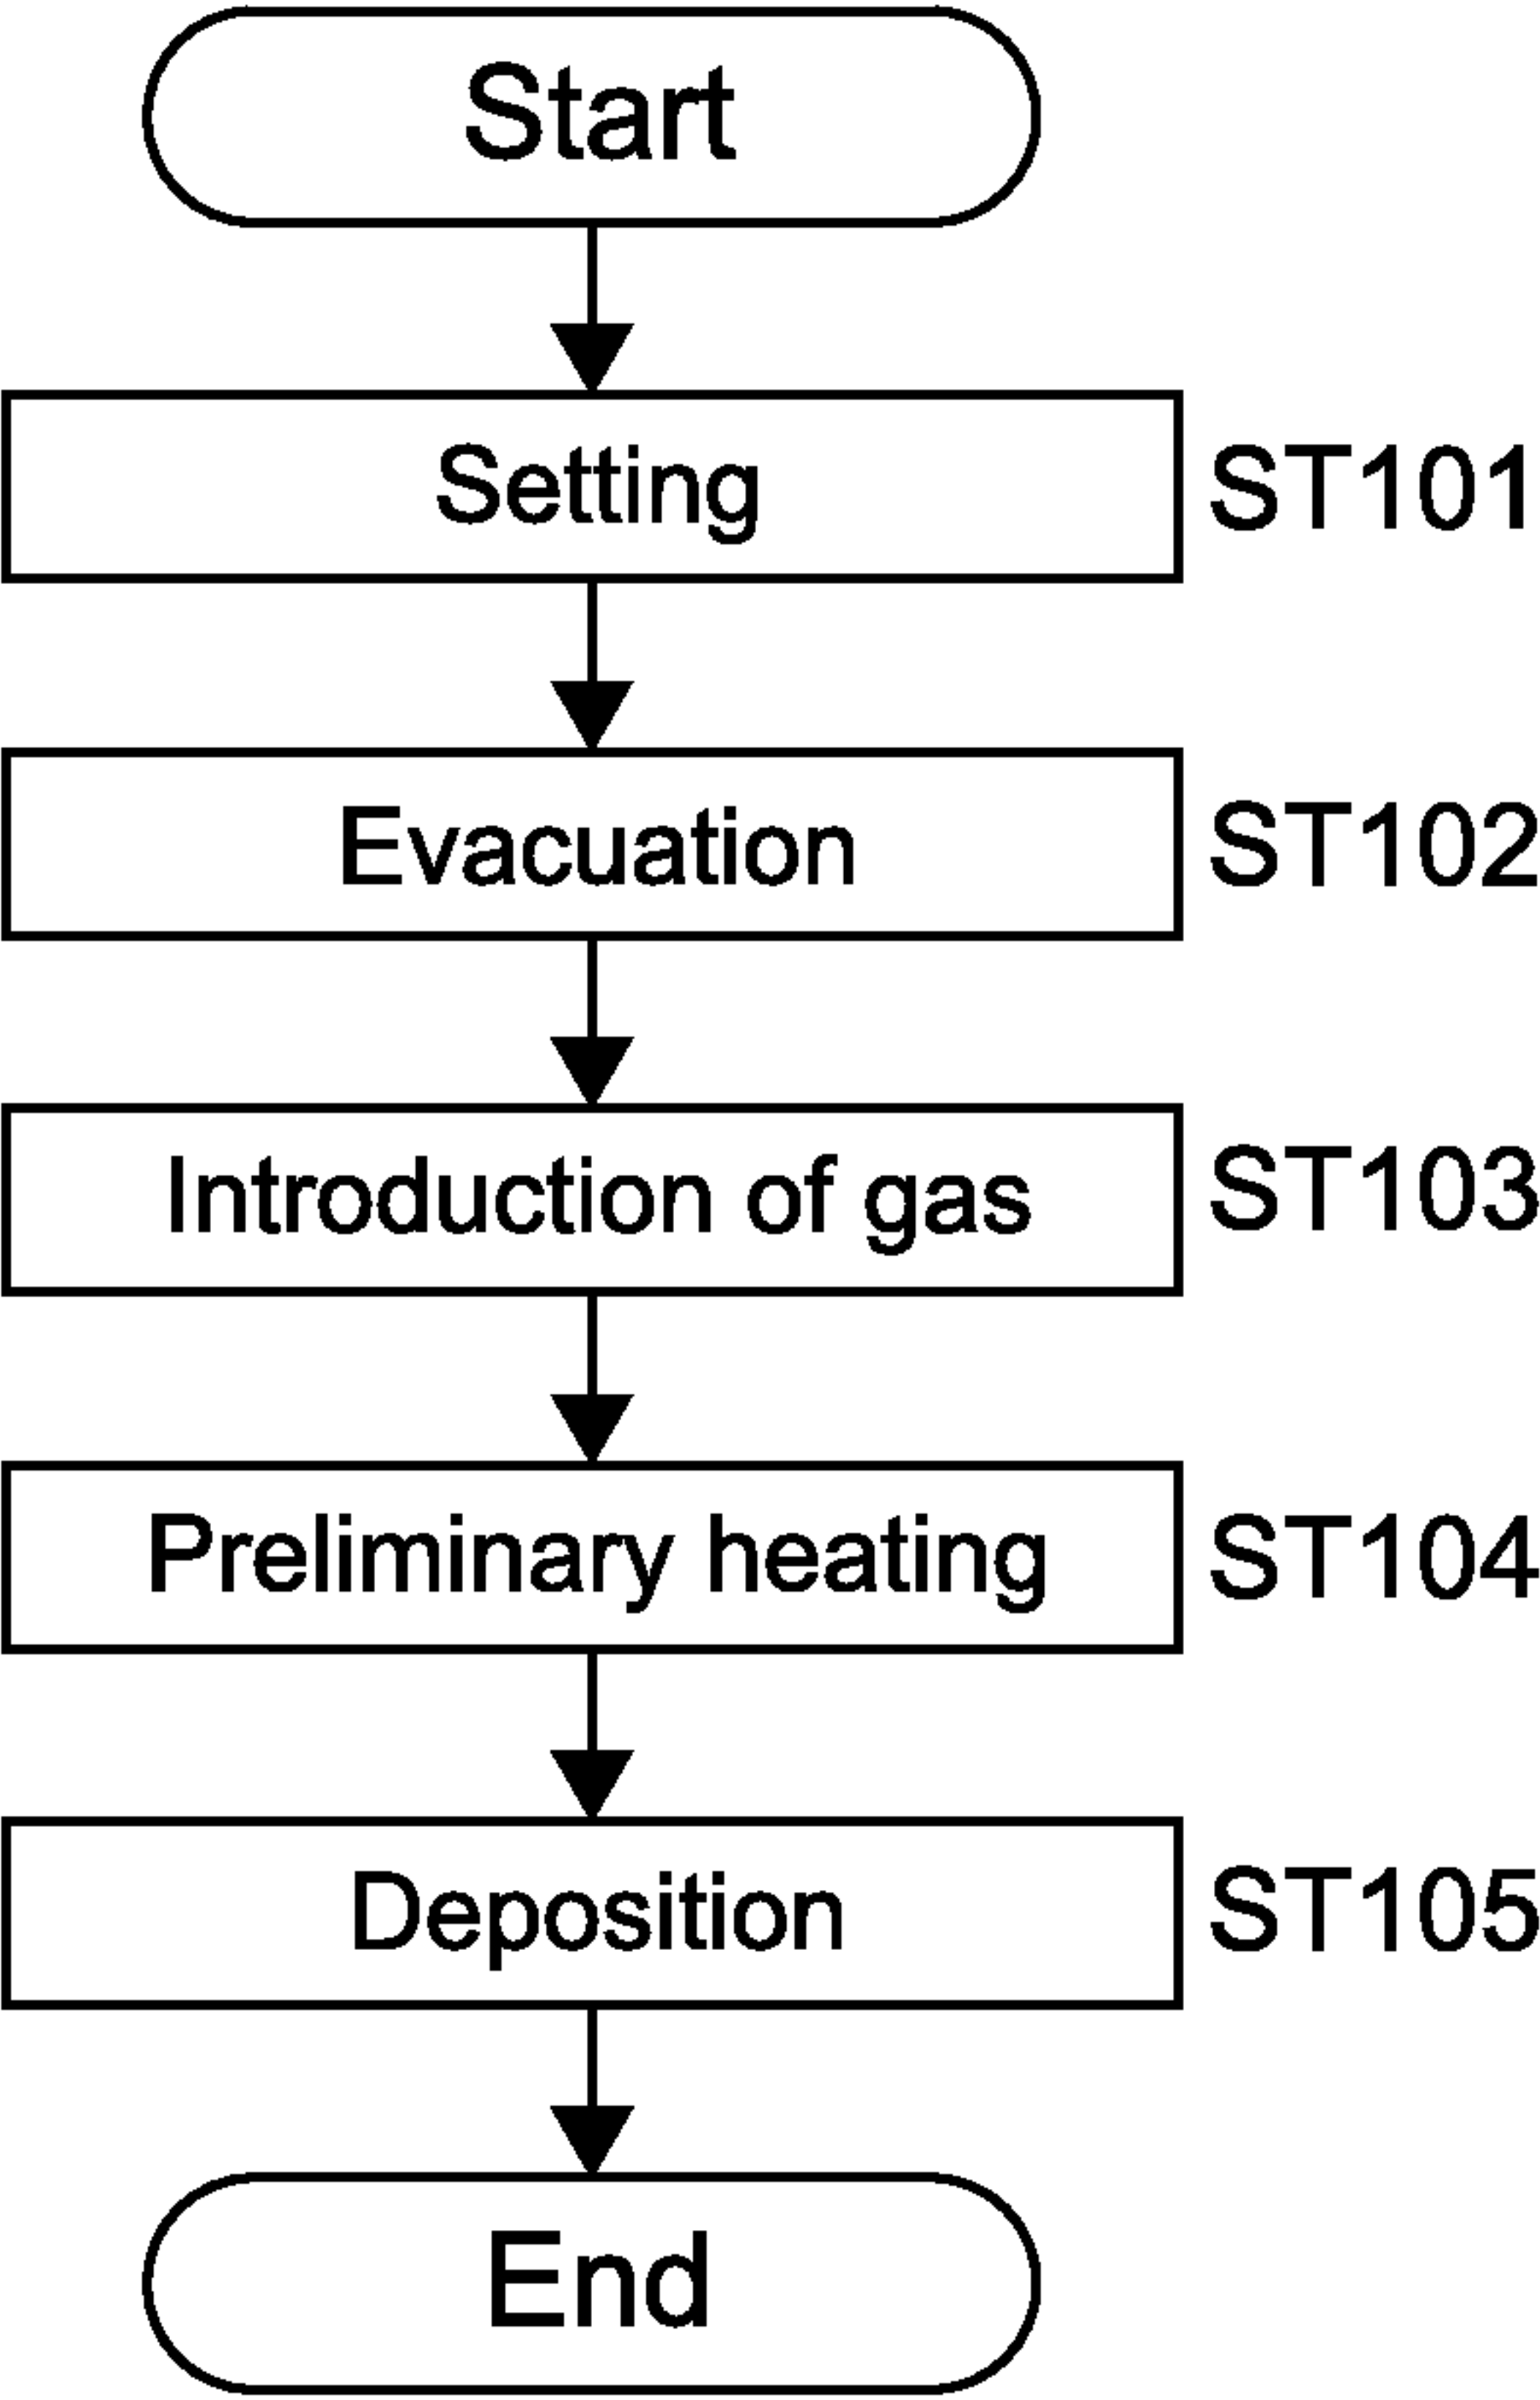 Start
Setting ST101
Evacuation ST102
Introduction of gas ST103
Preliminary heating ST104
Deposition ST105
End